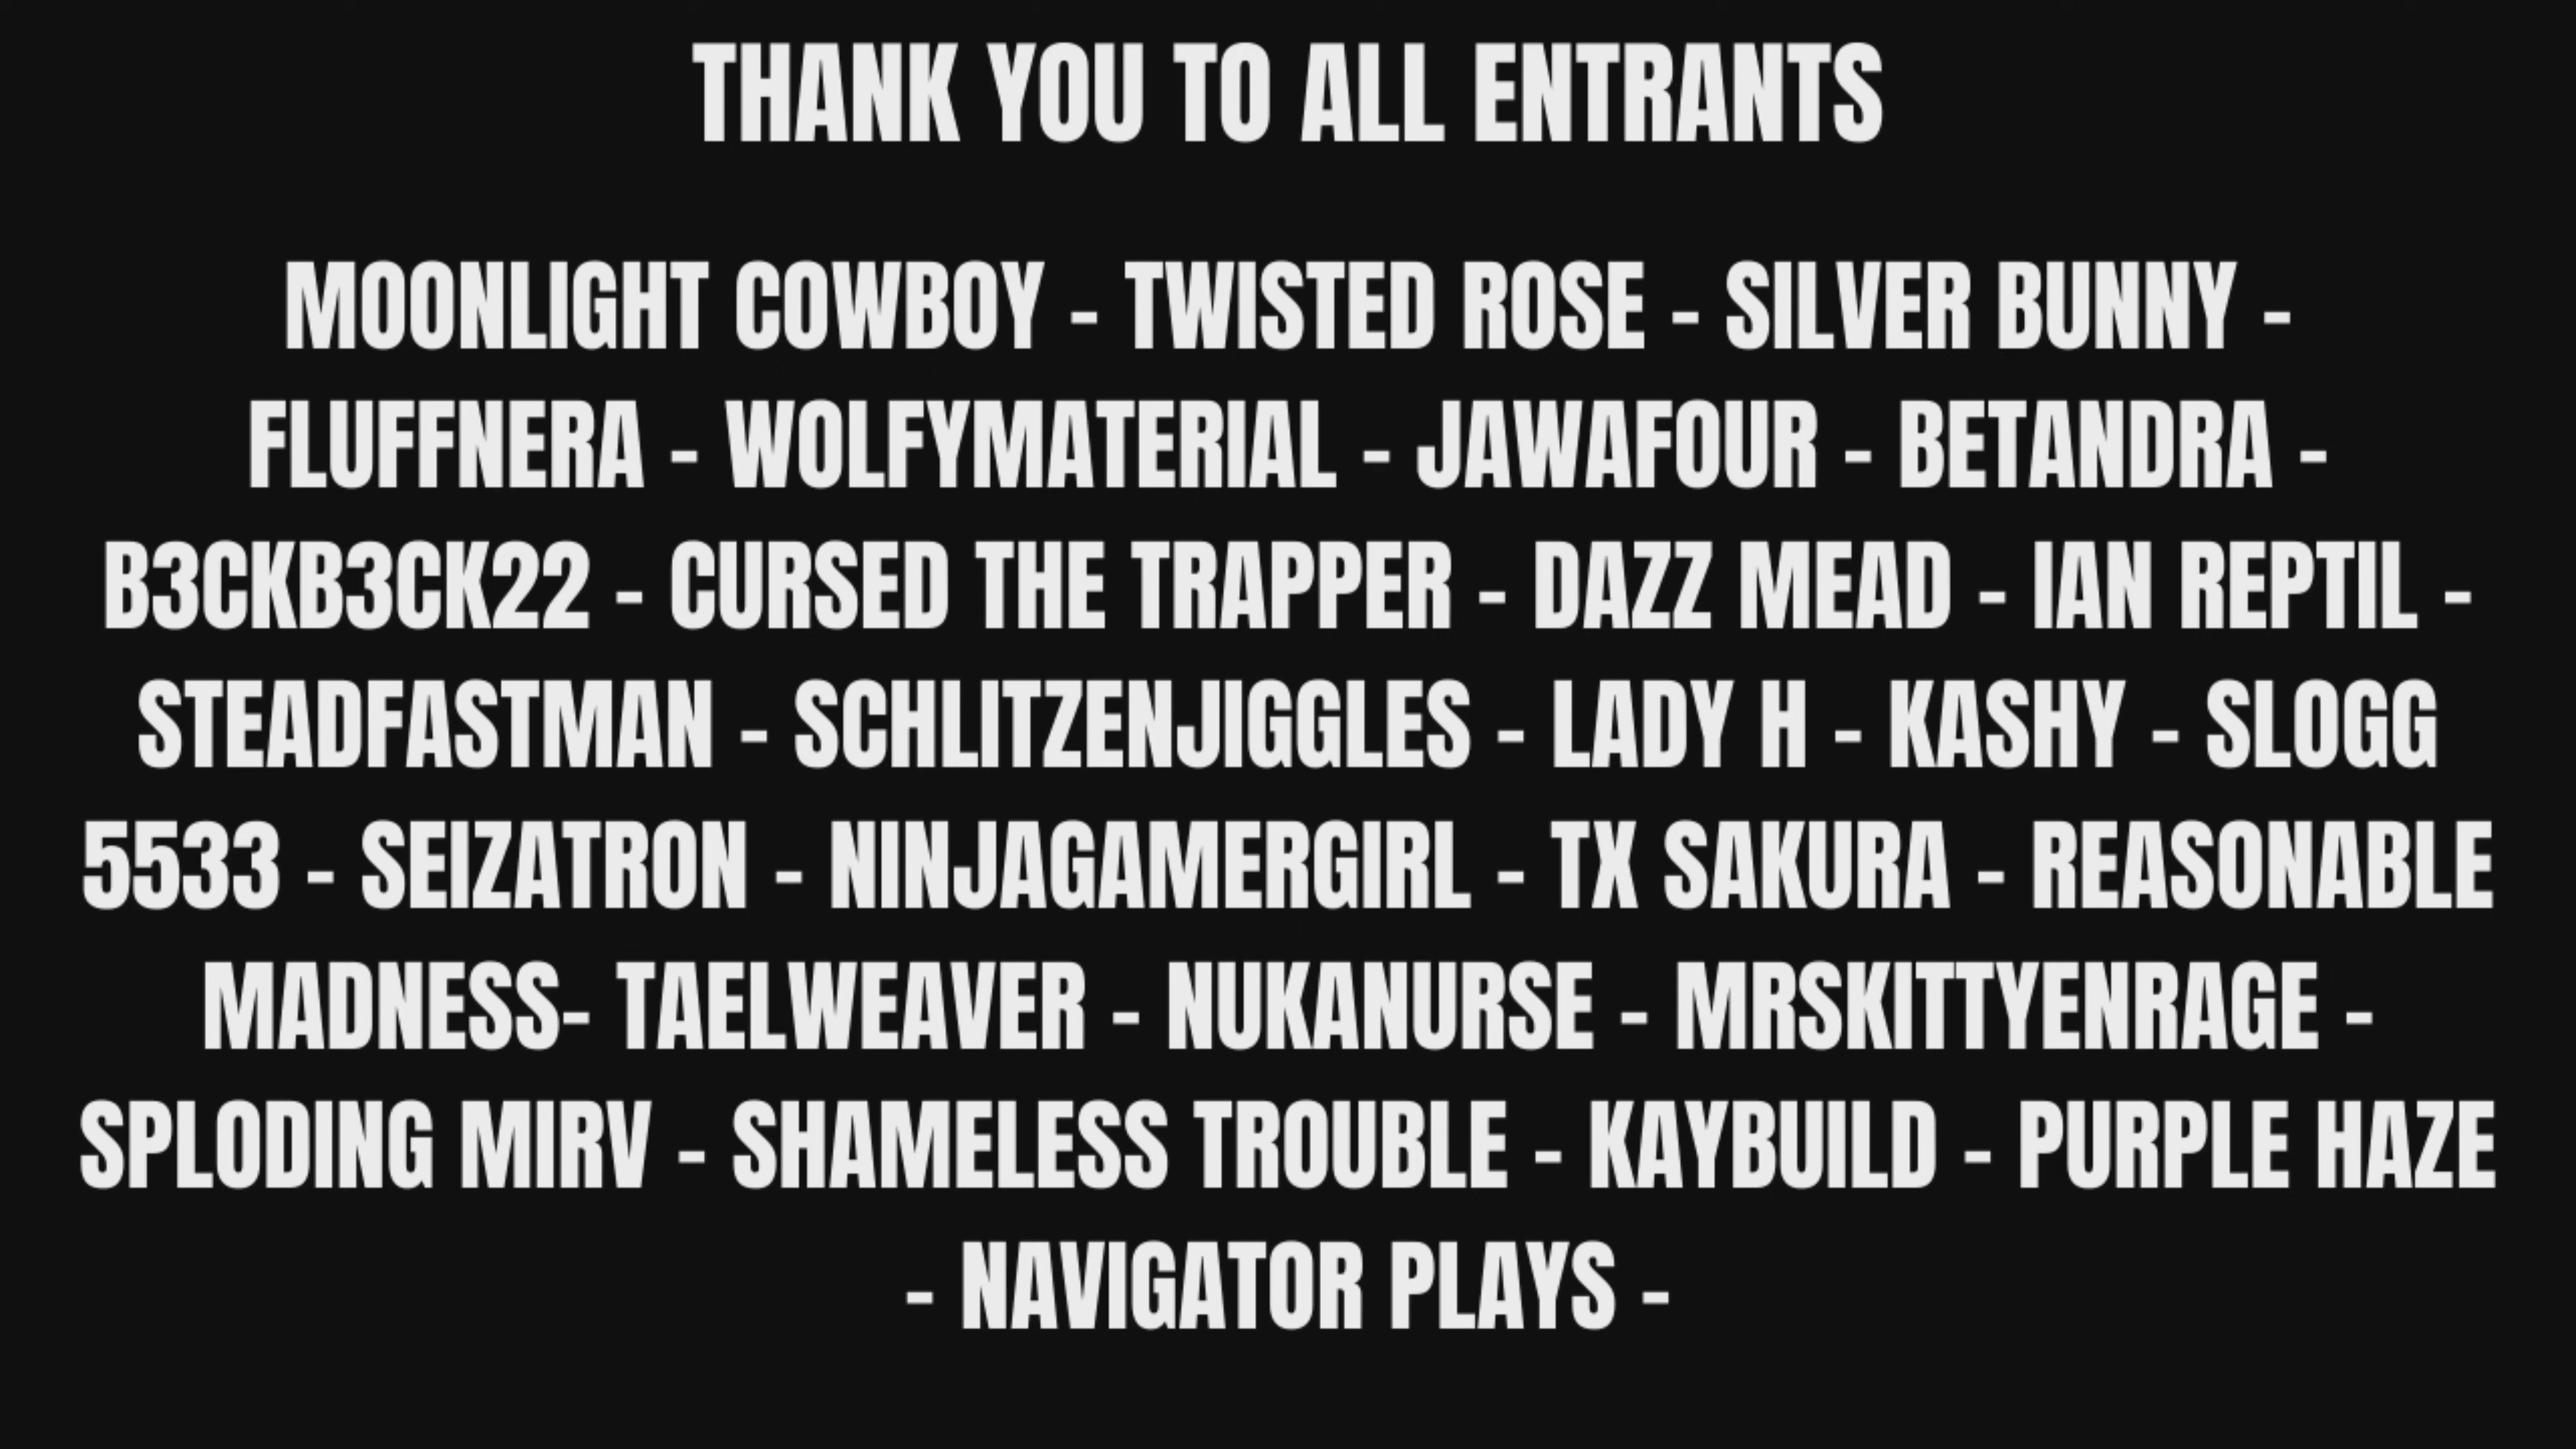 THANK YOU TO ALL ENTRANTS
MOONLIGHT COWBOY - TWISTED ROSE - SILVER BUNNY -
FLUFFNERA - WOLFYMATERIAL - JAWAFOUR - BETANDRA -
B3CKB3CK22 - CURSED THE TRAPPER - DAZZ MEAD - IAN REPTIL -
STEADFASTMAN - SCHLITZENJIGGLES - LADY H - KASHY - SLOGG
5533 - SEIZATRON - NINJAGAMERGIRL - TX SAKURA - REASONABLE
MADNESS- TAELWEAVER - NUKANURSE - MRSKITTYENRAGE -
SPLODING MIRV - SHAMELESS TROUBLE - KAYBUILD - PURPLE HAZE
- NAVIGATOR PLAYS -